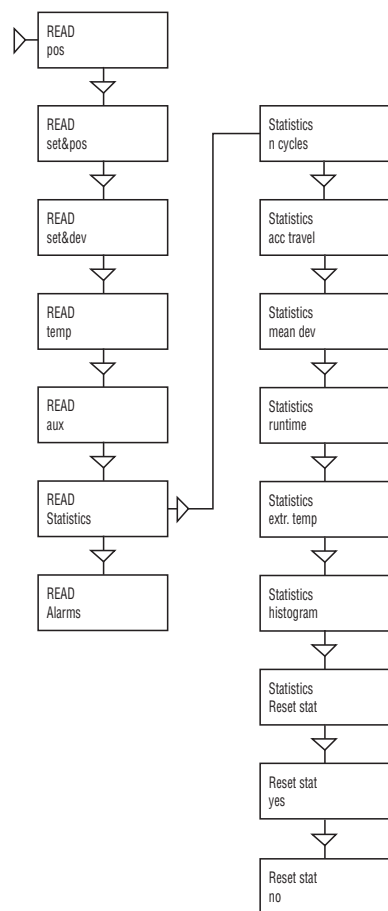 READ
pos
READ
set&pos
READ
set&dev
READ
temp
READ
aux
READ
Statistics
READ
Alarms
Statistics
n cycles
Statistics
acc travel
Statistics
mean dev
Statistics
runtime
Statistics
extr. temp
Statistics
histogram
Statistics
Reset stat
Reset stat
yes
Reset stat
no